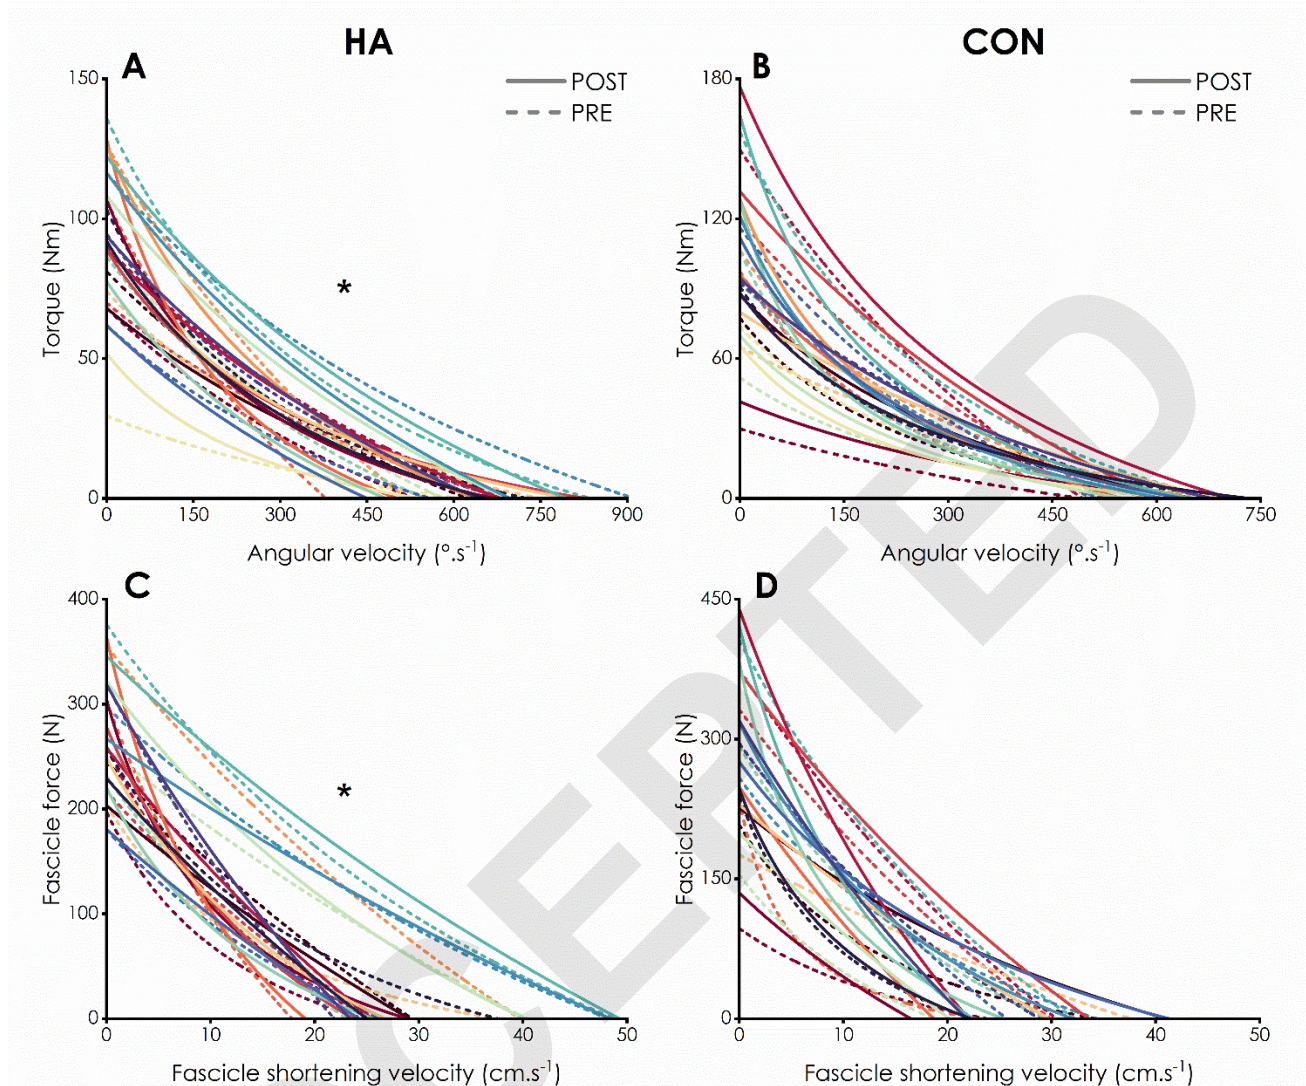 HA
CON
A
POST
PRE
150
100
50
0
Torque (Nm)
*
0 150 300 450 600 750 900
Angular velocity (°.s-1)
B
POST
PRE
180
120
60
0
Torque (Nm)
0 150 300 450 600 750
Angular velocity (°.s-1)
C
400
300
200
100
0
Fascicle force (N)
*
0 10 20 30 40 50
Fascicle shortening velocity (cm.s-1)
D
450
300
150
0
Fascicle force (N)
0 10 20 30 40 50
Fascicle shortening velocity (cm.s-1)
CEPTED